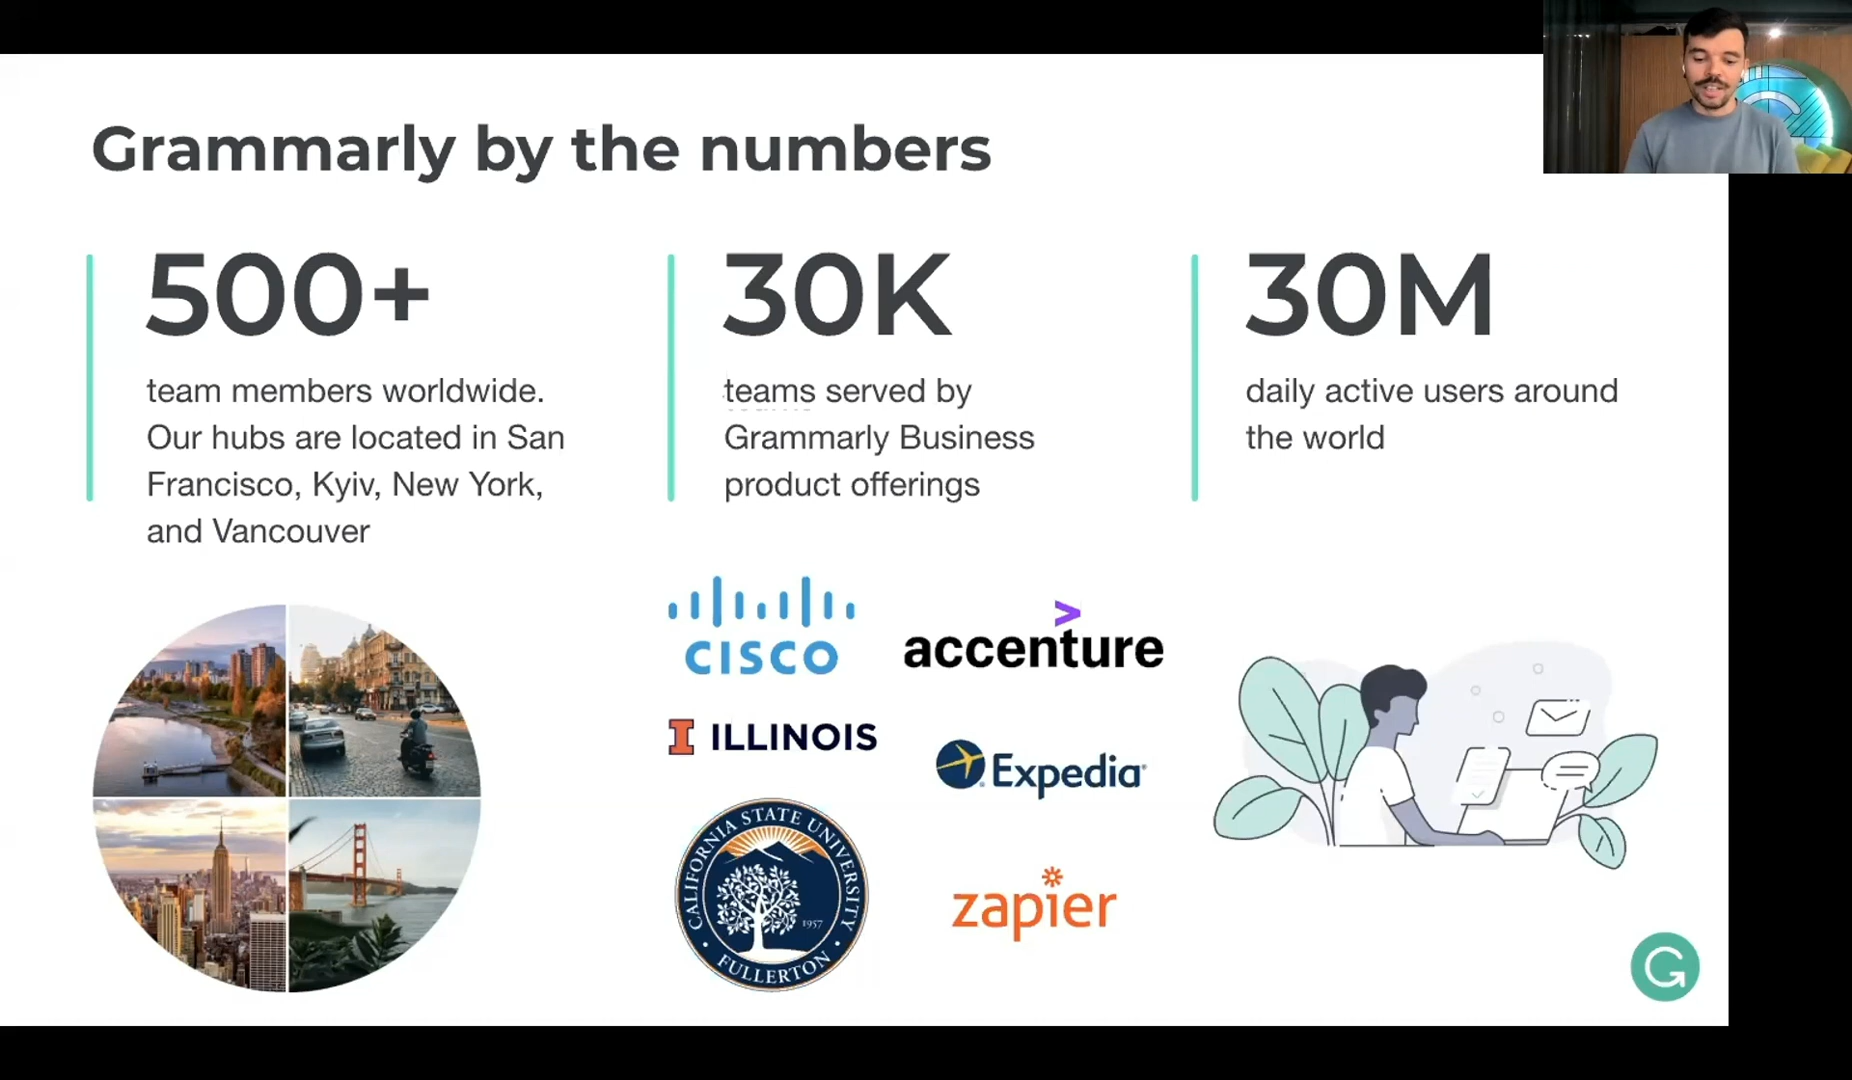 Grammarly by the numbers
500+
team members worldwide.
Our hubs are located in San
Francisco, Kyiv, New York,
and Vancouver
30K
teams served by
Grammarly Business
product offerings
30M
daily active users around
the world
CISCO
accenture
I ILLINOIS
Expedia
CALIFORNIA STATE UNIVERSITY
1957
FULLERTON
zapier
G